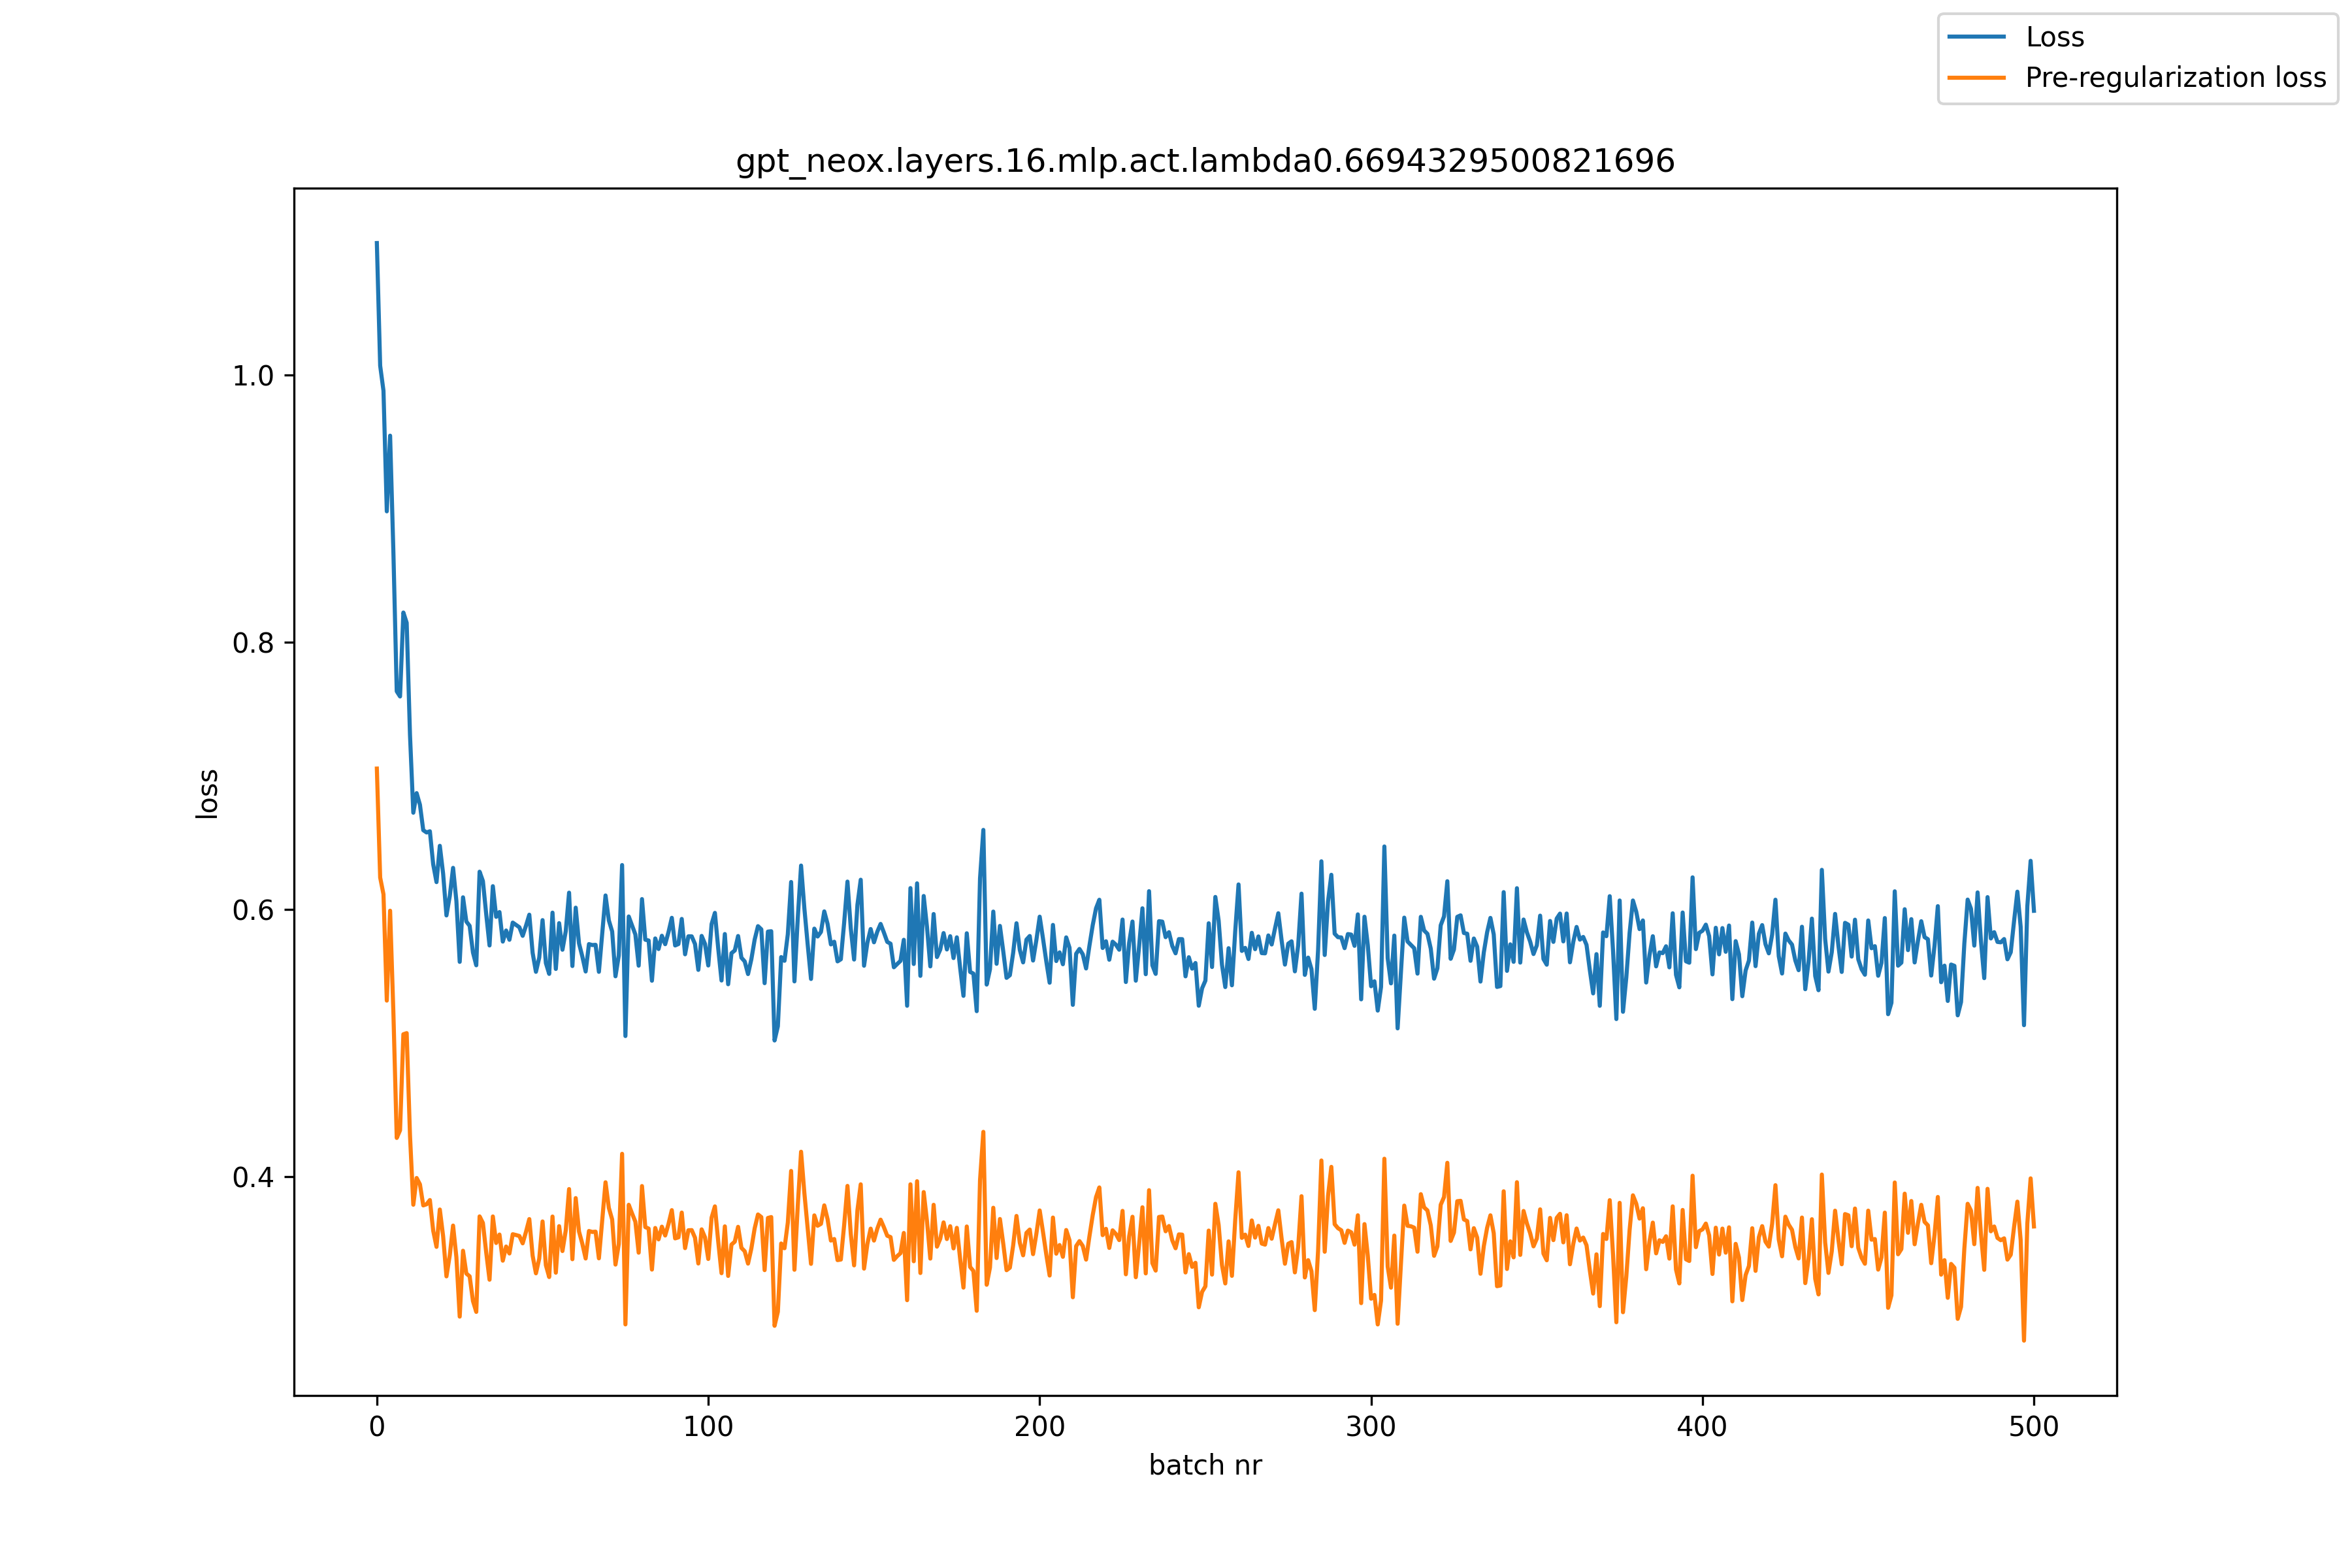 Loss
Pre-regularization loss
gpt_neox.layers.16.mlp.act.lambda0.6694329500821696
1.0
0.8
0.6
0.4
loss
0 100 200 300 400 500
batch nr